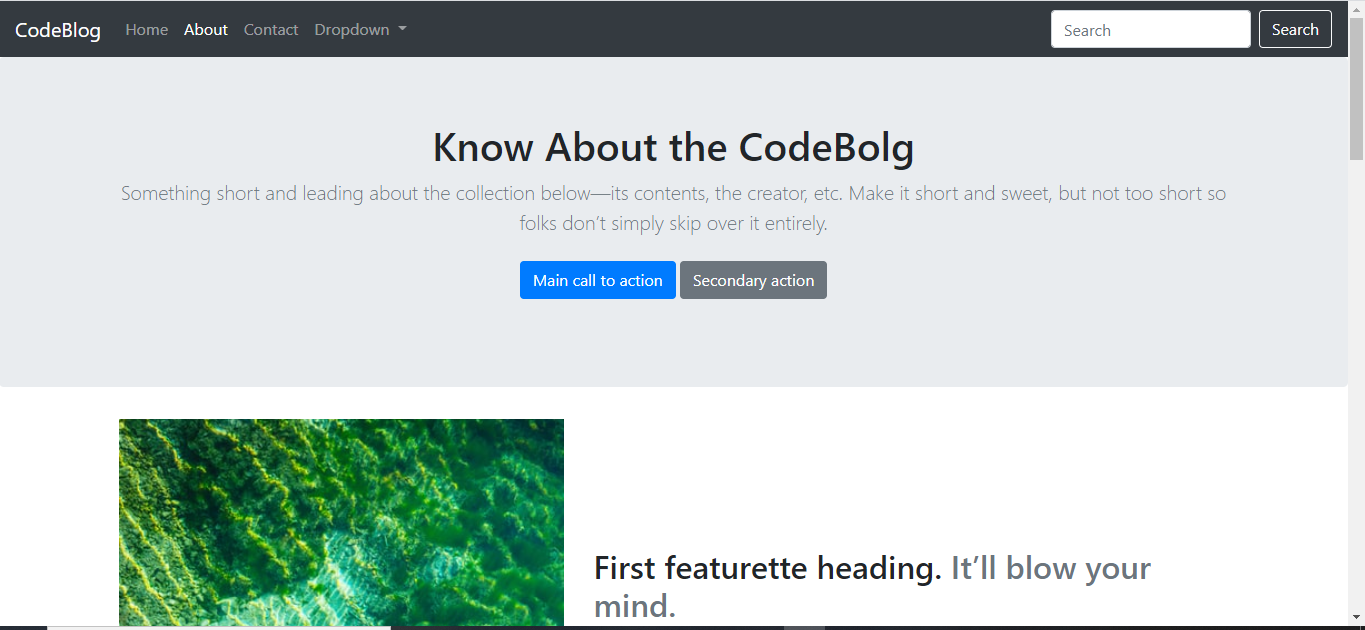 CodeBlog Home About Contact Dropdown Search Search
Know About the CodeBolg
Something short and leading about the collection below—its contents, the creator, etc. Make it short and sweet, but not too short so
folks don’t simply skip over it entirely.
Main call to action Secondary action
First featurette heading. It’ll blow your
mind.